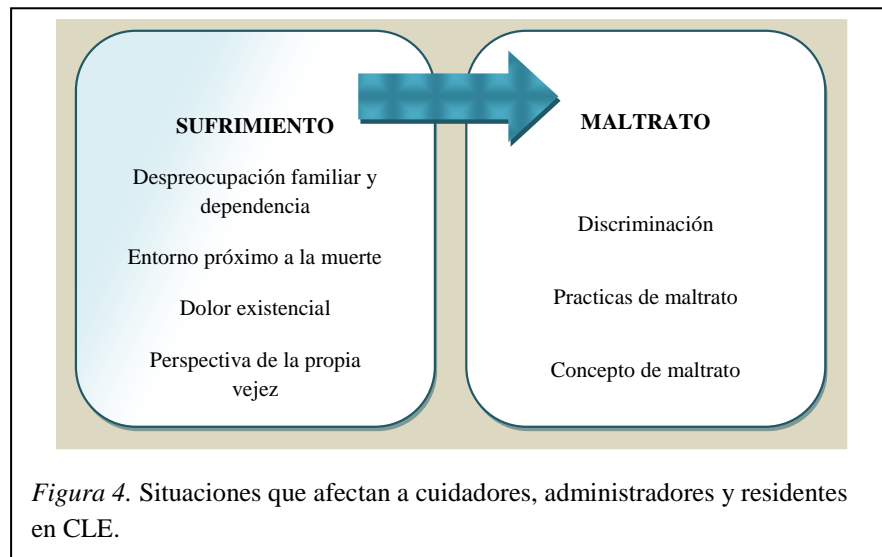 SUFRIMIENTO
Despreocupación familiar y
dependencia
Entorno próximo a la muerte
Dolor existencial
Perspectiva de la propia
vejez
MALTRATO
Discriminación
Practicas de maltrato
Concepto de maltrato
Figura 4. Situaciones que afectan a cuidadores, administradores y residentes
en CLE.